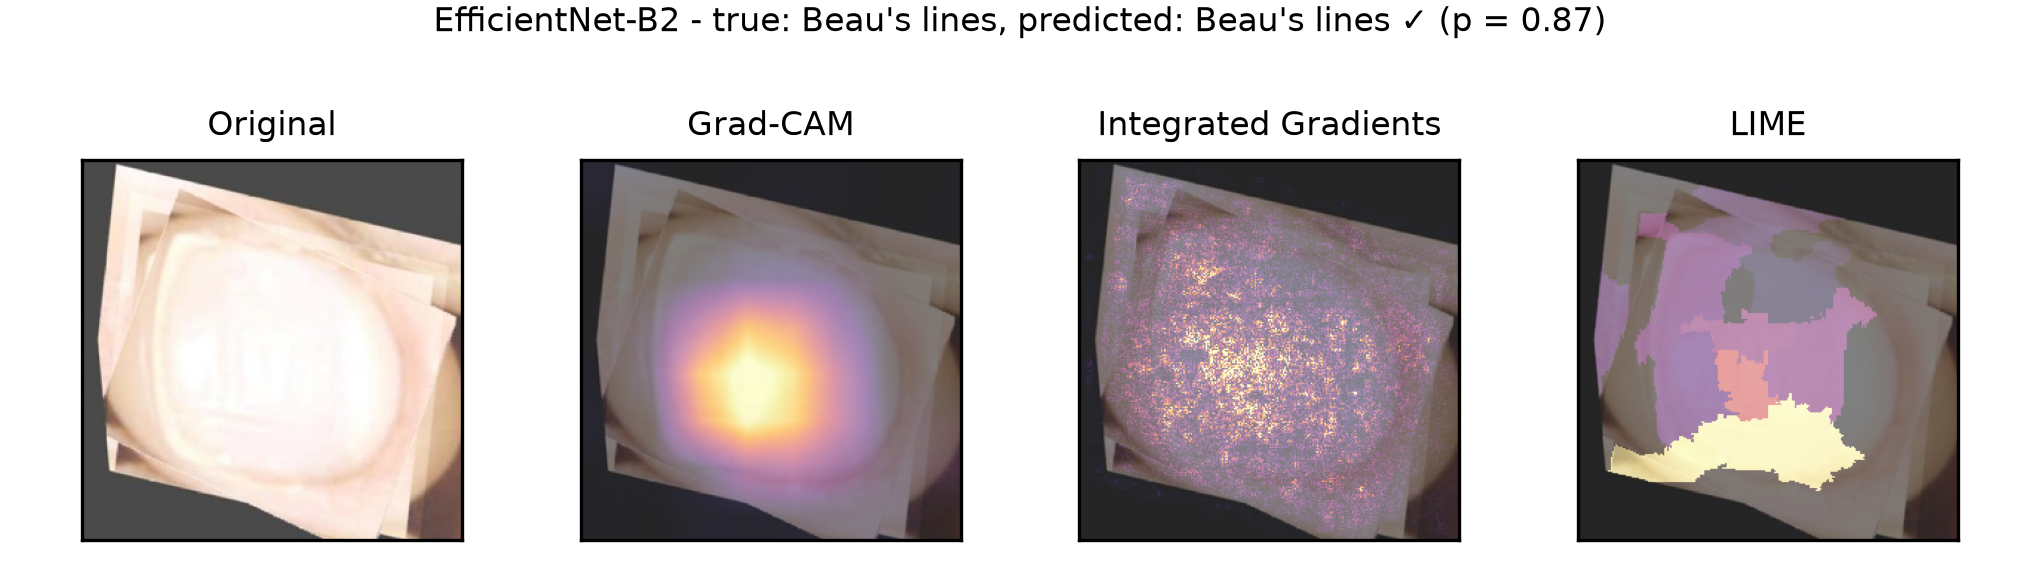 EfficientNet-B2 - true: Beau's lines, predicted: Beau's lines ✓ (p = 0.87)
Original
Grad-CAM
Integrated Gradients
LIME